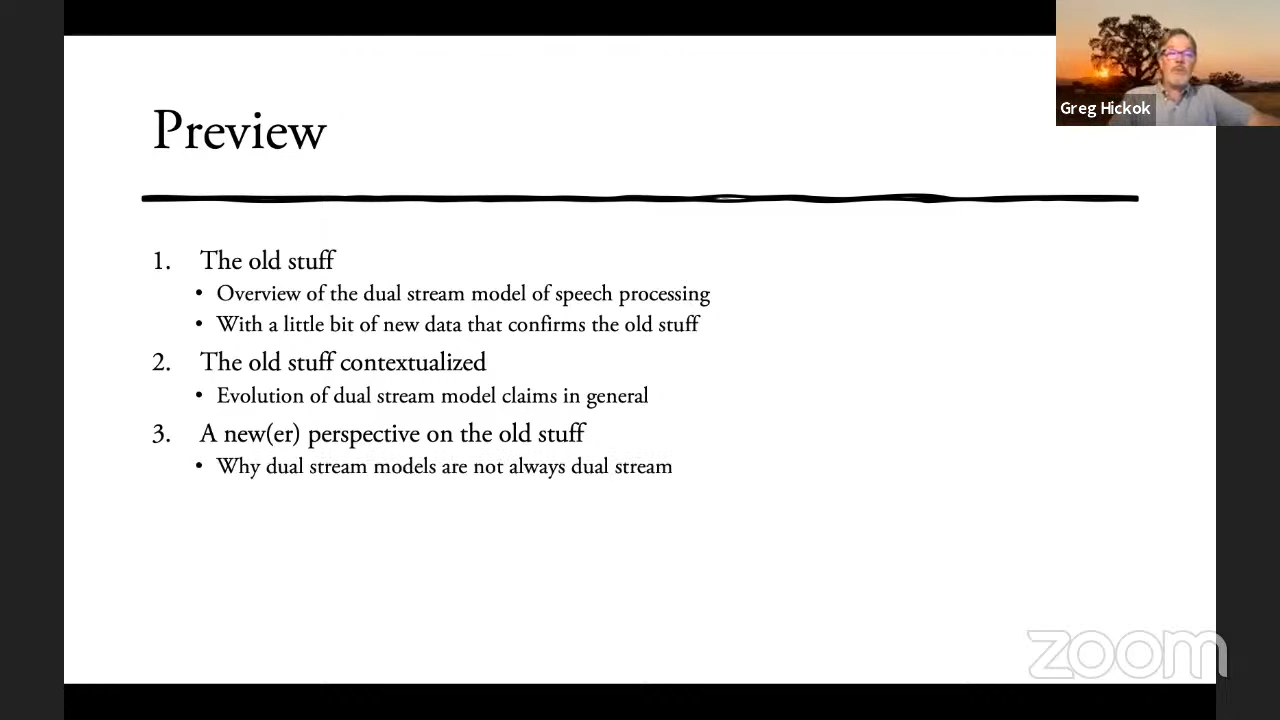 Greg Hickok
Preview
1. The old stuff
• Overview of the dual stream model of speech processing
• With a little bit of new data that confirms the old stuff
2. The old stuff contextualized
• Evolution of dual stream model claims in general
3. A new(er) perspective on the old stuff
• Why dual stream models are not always dual stream
zoom